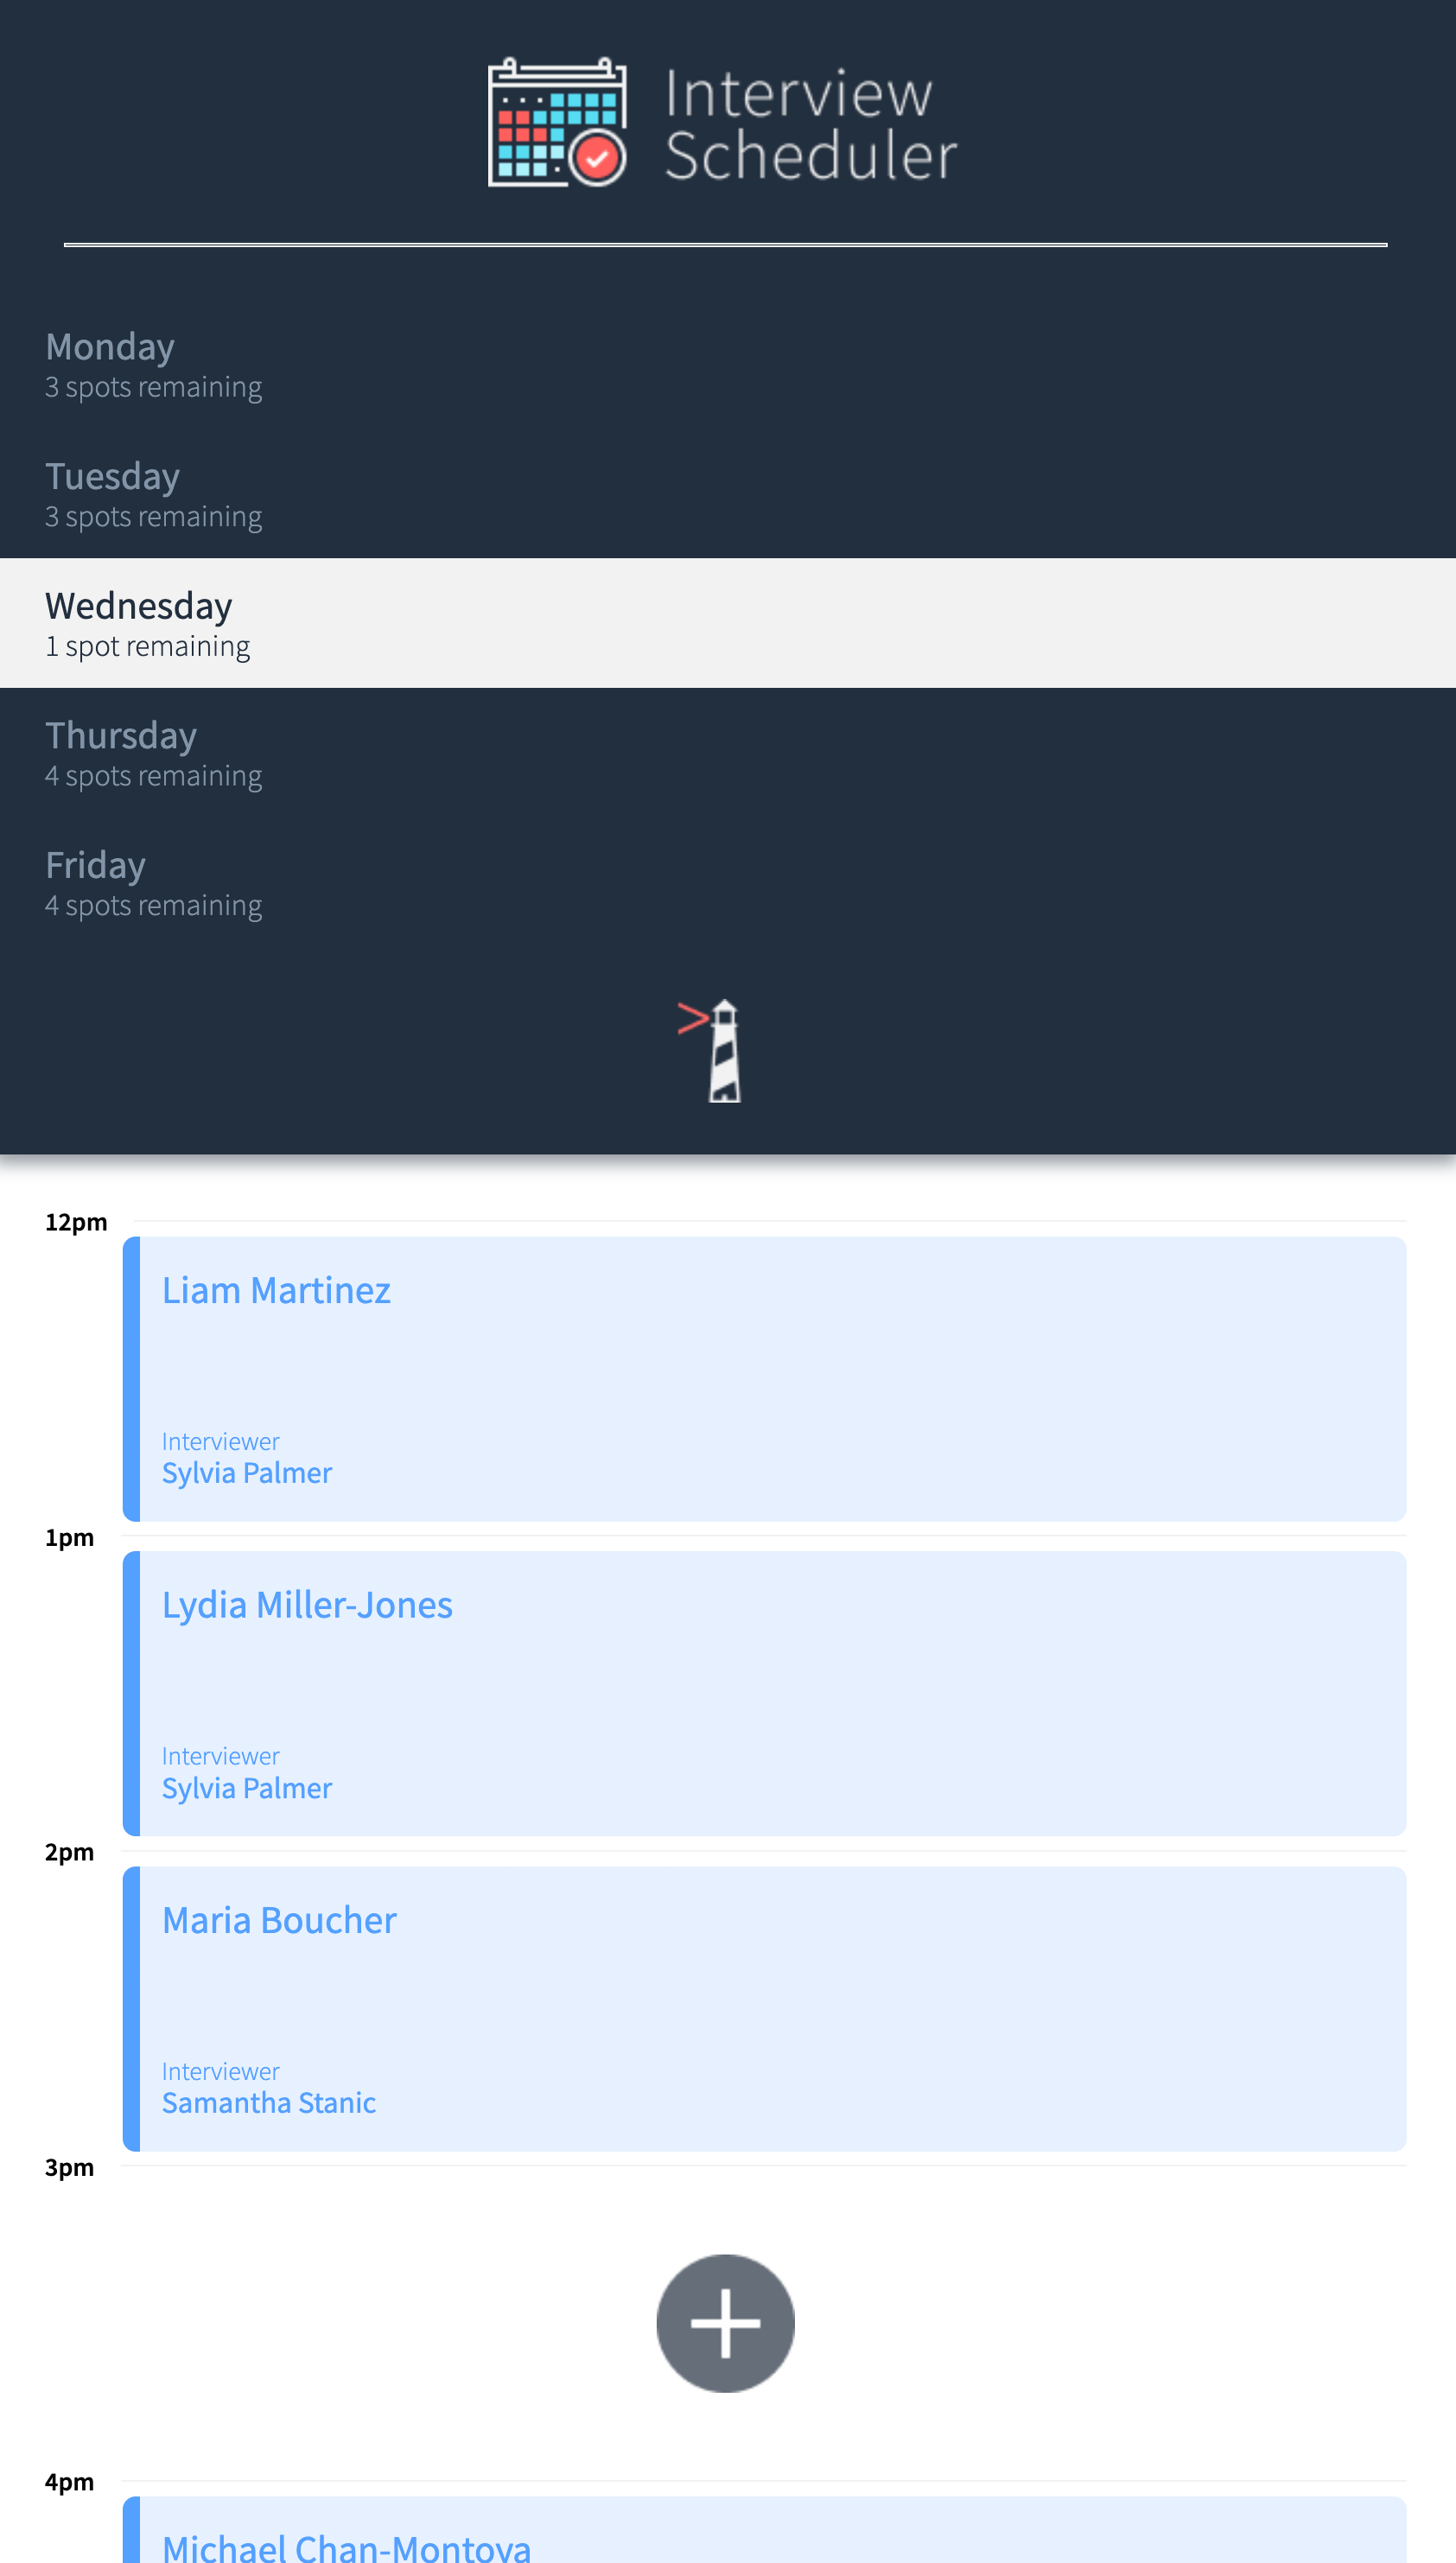 Interview
Scheduler
Monday
3 spots remaining
Tuesday
3 spots remaining
Wednesday
1 spot remaining
Thursday
4 spots remaining
Friday
4 spots remaining
12pm
Liam Martinez
Interviewer
Sylvia Palmer
1pm
Lydia Miller-Jones
Interviewer
Sylvia Palmer
2pm
Maria Boucher
Interviewer
Samantha Stanic
3pm
4pm
Michael Chan-Montoya